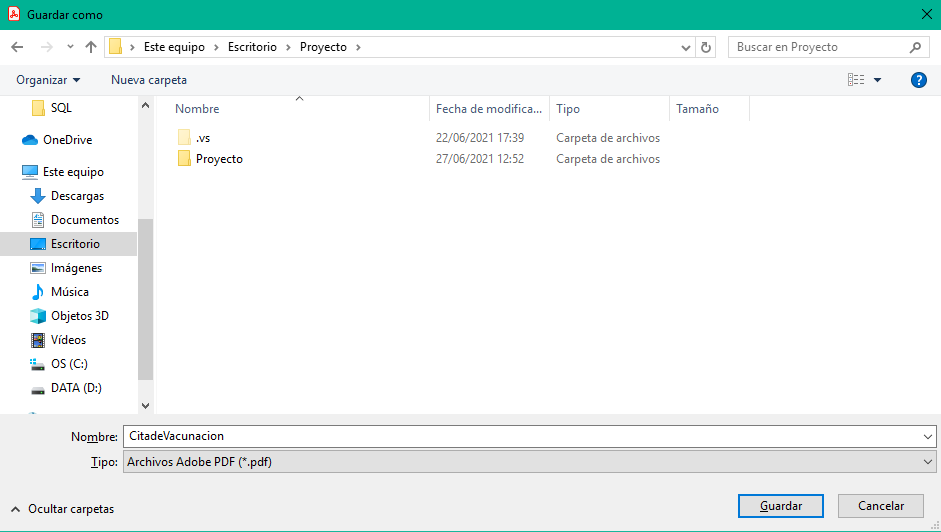 Guardar como
Este equipo > Escritorio > Proyecto >
Buscar en Proyecto
Organizar
Nueva carpeta
?
SQL
OneDrive
Este equipo
Descargas
Documentos
Escritorio
Imágenes
Música
Objetos 3D
Vídeos
OS (C:)
DATA (D:)
Nombre Fecha de modifica... Tipo Tamaño
.vs 22/06/2021 17:39 Carpeta de archivos
Proyecto 27/06/2021 12:52 Carpeta de archivos
Nombre: CitadeVacunacion
Tipo: Archivos Adobe PDF (*.pdf)
Ocultar carpetas
Guardar
Cancelar